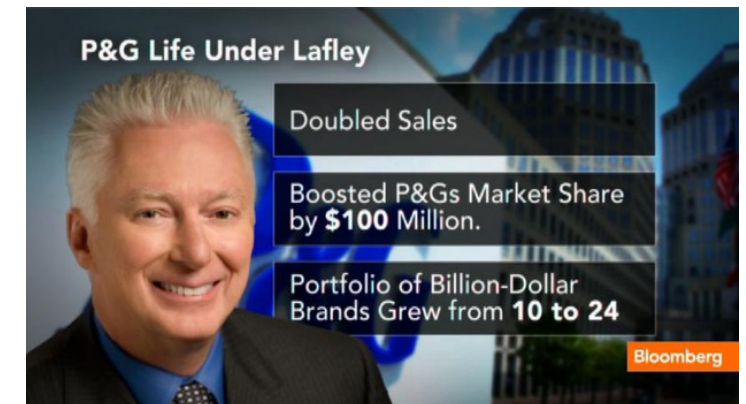 P&G Life Under Lafley
Doubled Sales
Boosted P&Gs Market Share
by $100 Million.
Portfolio of Billion-Dollar
Brands Grew from 10 to 24
Bloomberg